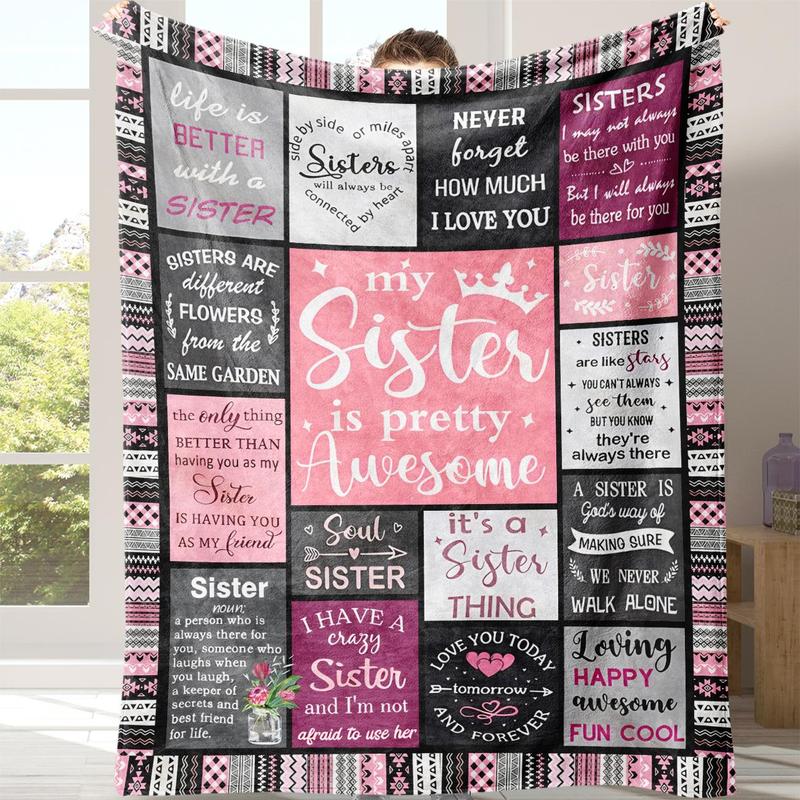 life is
BETTER
with a
SISTER
side by side or miles apart
Sisters
will always be
connected by heart
NEVER
forget
HOW MUCH
I LOVE YOU
SISTERS
I may not always
be there with you
But I will always
be there for you
SISTERS ARE
different
FLOWERS
from the
SAME GARDEN
my
Sister
is pretty
Awesome
Sister
SISTERS
are like stars
YOU CAN'T ALWAYS
see them
BUT YOU KNOW
they're
always there
the only thing
BETTER THAN
having you as my
Sister
IS HAVING YOU
AS MY friend
Soul
SISTER
it's a
Sister
THING
A SISTER IS
God's way of
MAKING SURE
WE NEVER
WALK ALONE
Sister
noun;
a person who is
always there for
you, someone who
laughs when
you laugh,
a keeper of
secrets and
best friend
for life.
I HAVE A
crazy
Sister
and I'm not
afraid to use her
LOVE YOU TODAY
tomorrow
AND FOREVER
Loving
HAPPY
awesome
FUN COOL